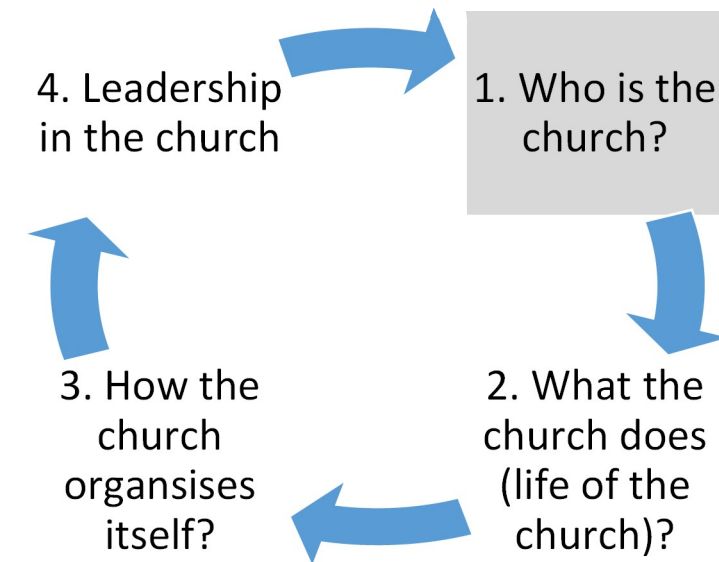 4. Leadership
in the church
1. Who is the
church?
3. How the
church
organsises
itself?
2. What the
church does
(life of the
church)?